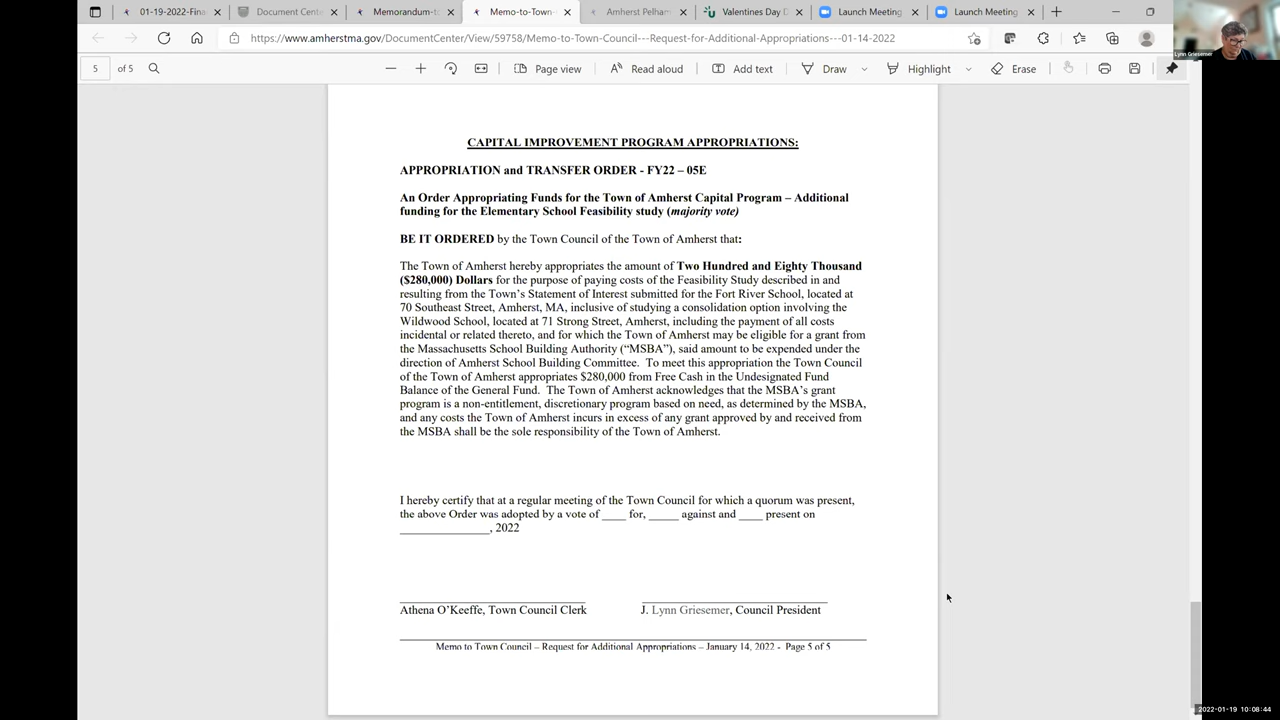 01-19-2022-Fina
Document Cente
Memorandum-to
Memo-to-Town-
Amherst Pelham
Valentines Day D
Launch Meeting
Launch Meeting
https://www.amherstma.gov/DocumentCenter/View/59758/Memo-to-Town-Council---Request-for-Additional-Appropriations---01-14-2022
Lynn Griesemer
5 of 5
Page view
Read aloud
Add text
Draw
Highlight
Erase
CAPITAL IMPROVEMENT PROGRAM APPROPRIATIONS:
APPROPRIATION and TRANSFER ORDER - FY22 – 05E
An Order Appropriating Funds for the Town of Amherst Capital Program – Additional
funding for the Elementary School Feasibility study (majority vote)
BE IT ORDERED by the Town Council of the Town of Amherst that:
The Town of Amherst hereby appropriates the amount of Two Hundred and Eighty Thousand
($280,000) Dollars for the purpose of paying costs of the Feasibility Study described in and
resulting from the Town’s Statement of Interest submitted for the Fort River School, located at
70 Southeast Street, Amherst, MA, inclusive of studying a consolidation option involving the
Wildwood School, located at 71 Strong Street, Amherst, including the payment of all costs
incidental or related thereto, and for which the Town of Amherst may be eligible for a grant from
the Massachusetts School Building Authority (“MSBA”), said amount to be expended under the
direction of Amherst School Building Committee.  To meet this appropriation the Town Council
of the Town of Amherst appropriates $280,000 from Free Cash in the Undesignated Fund
Balance of the General Fund.  The Town of Amherst acknowledges that the MSBA’s grant
program is a non-entitlement, discretionary program based on need, as determined by the MSBA,
and any costs the Town of Amherst incurs in excess of any grant approved by and received from
the MSBA shall be the sole responsibility of the Town of Amherst.
I hereby certify that at a regular meeting of the Town Council for which a quorum was present,
the above Order was adopted by a vote of ____ for, _____ against and ____ present on
_______________, 2022
Athena O’Keeffe, Town Council Clerk
J. Lynn Griesemer, Council President
Memo to Town Council – Request for Additional Appropriations – January 14, 2022 - Page 5 of 5
2022-01-19 10:08:44